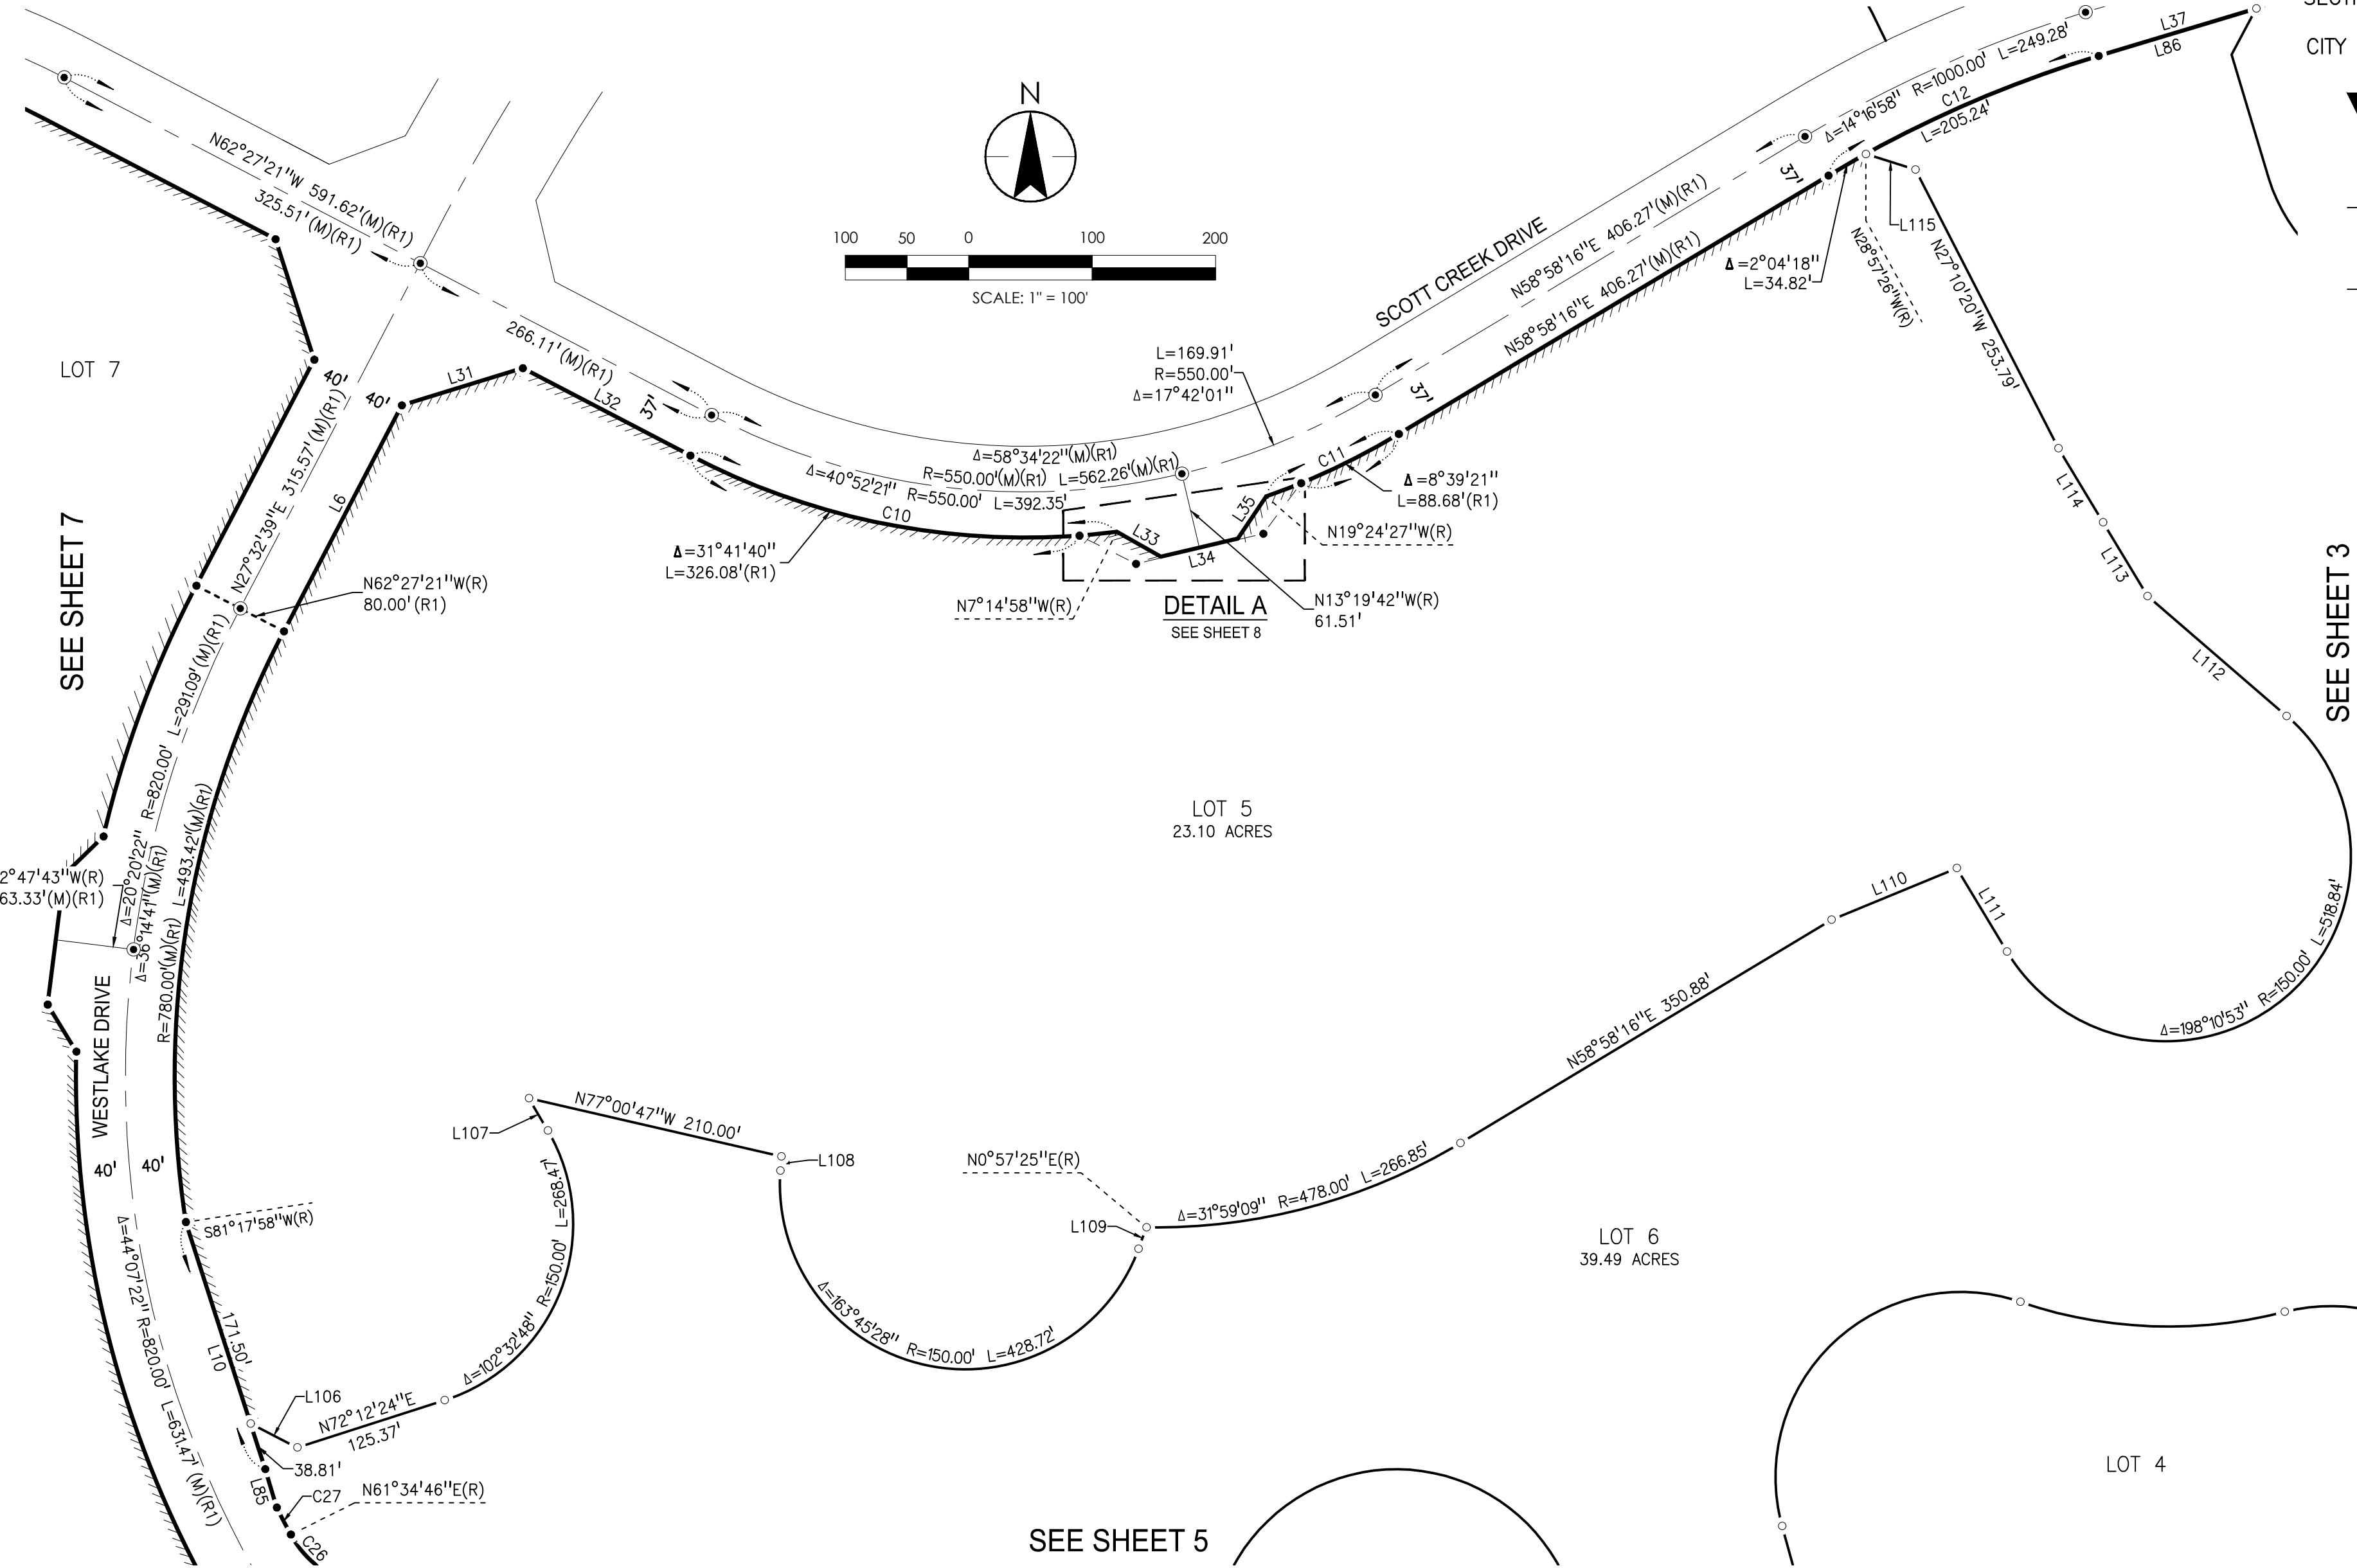 CITY
L37
L86
Δ=14°16'58" R=1000.00' L=249.28'
C12
L=205.24'
N
N62°27'21"W 591.62'(M)(R1)
325.51'(M)(R1)
100 50 0 100 200
SCALE: 1" = 100'
SCOTT CREEK DRIVE
N58°58'16"E 406.27'(M)(R1)
N58°58'16"E 406.27'(M)(R1)
37'
L115
Δ=2°04'18"
L=34.82'
N28°57'26"W(R)
N27°10'20"W 253.79'
LOT 7
266.11'(M)(R1)
L31
L32
37'
40'
40'
L=169.91'
R=550.00'
Δ=17°42'01"
37'
Δ=58°34'22"(M)(R1)
R=550.00'(M)(R1) L=562.26'(M)(R1)
Δ=40°52'21" R=550.00' L=392.35'
C10
C11
Δ=8°39'21"
L=88.68'(R1)
Δ=31°41'40"
L=326.08'(R1)
L33
L34
L35
N19°24'27"W(R)
N7°14'58"W(R)
DETAIL A
SEE SHEET 8
N13°19'42"W(R)
61.51'
L6
N27°32'39"E 315.57'(M)(R1)
N62°27'21"W(R)
80.00'(R1)
SEE SHEET 7
L114
L113
L112
SEE SHEET 3
Δ=20°20'22" R=820.00' L=291.09'(M)(R1)
Δ=36°14'41"(M)(R1)
R=780.00'(M)(R1) L=493.42'(M)(R1)
2°47'43"W(R)
63.33'(M)(R1)
LOT 5
23.10 ACRES
L110
L111
Δ=198°10'53" R=150.00' L=518.84'
N58°58'16"E 350.88'
WESTLAKE DRIVE
40' 40'
N77°00'47"W 210.00'
L107
L108
N0°57'25"E(R)
L109
Δ=31°59'09" R=478.00' L=266.85'
S81°17'58"W(R)
Δ=102°32'48" R=150.00' L=268.47'
Δ=163°45'28" R=150.00' L=428.72'
LOT 6
39.49 ACRES
Δ=44°07'22" R=820.00' L=631.47' (M)(R1)
171.50'
L10
L106
N72°12'24"E
125.37'
38.81'
L85
C27
N61°34'46"E(R)
C26
LOT 4
SEE SHEET 5